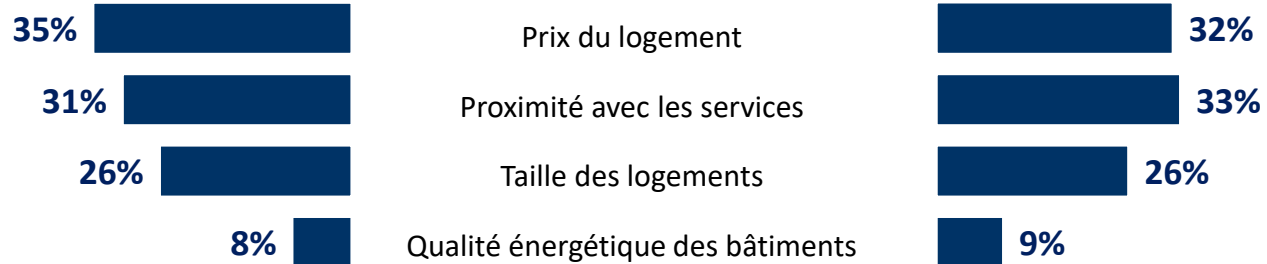 35% Prix du logement 32%
31% Proximité avec les services 33%
26% Taille des logements 26%
8% Qualité énergétique des bâtiments 9%